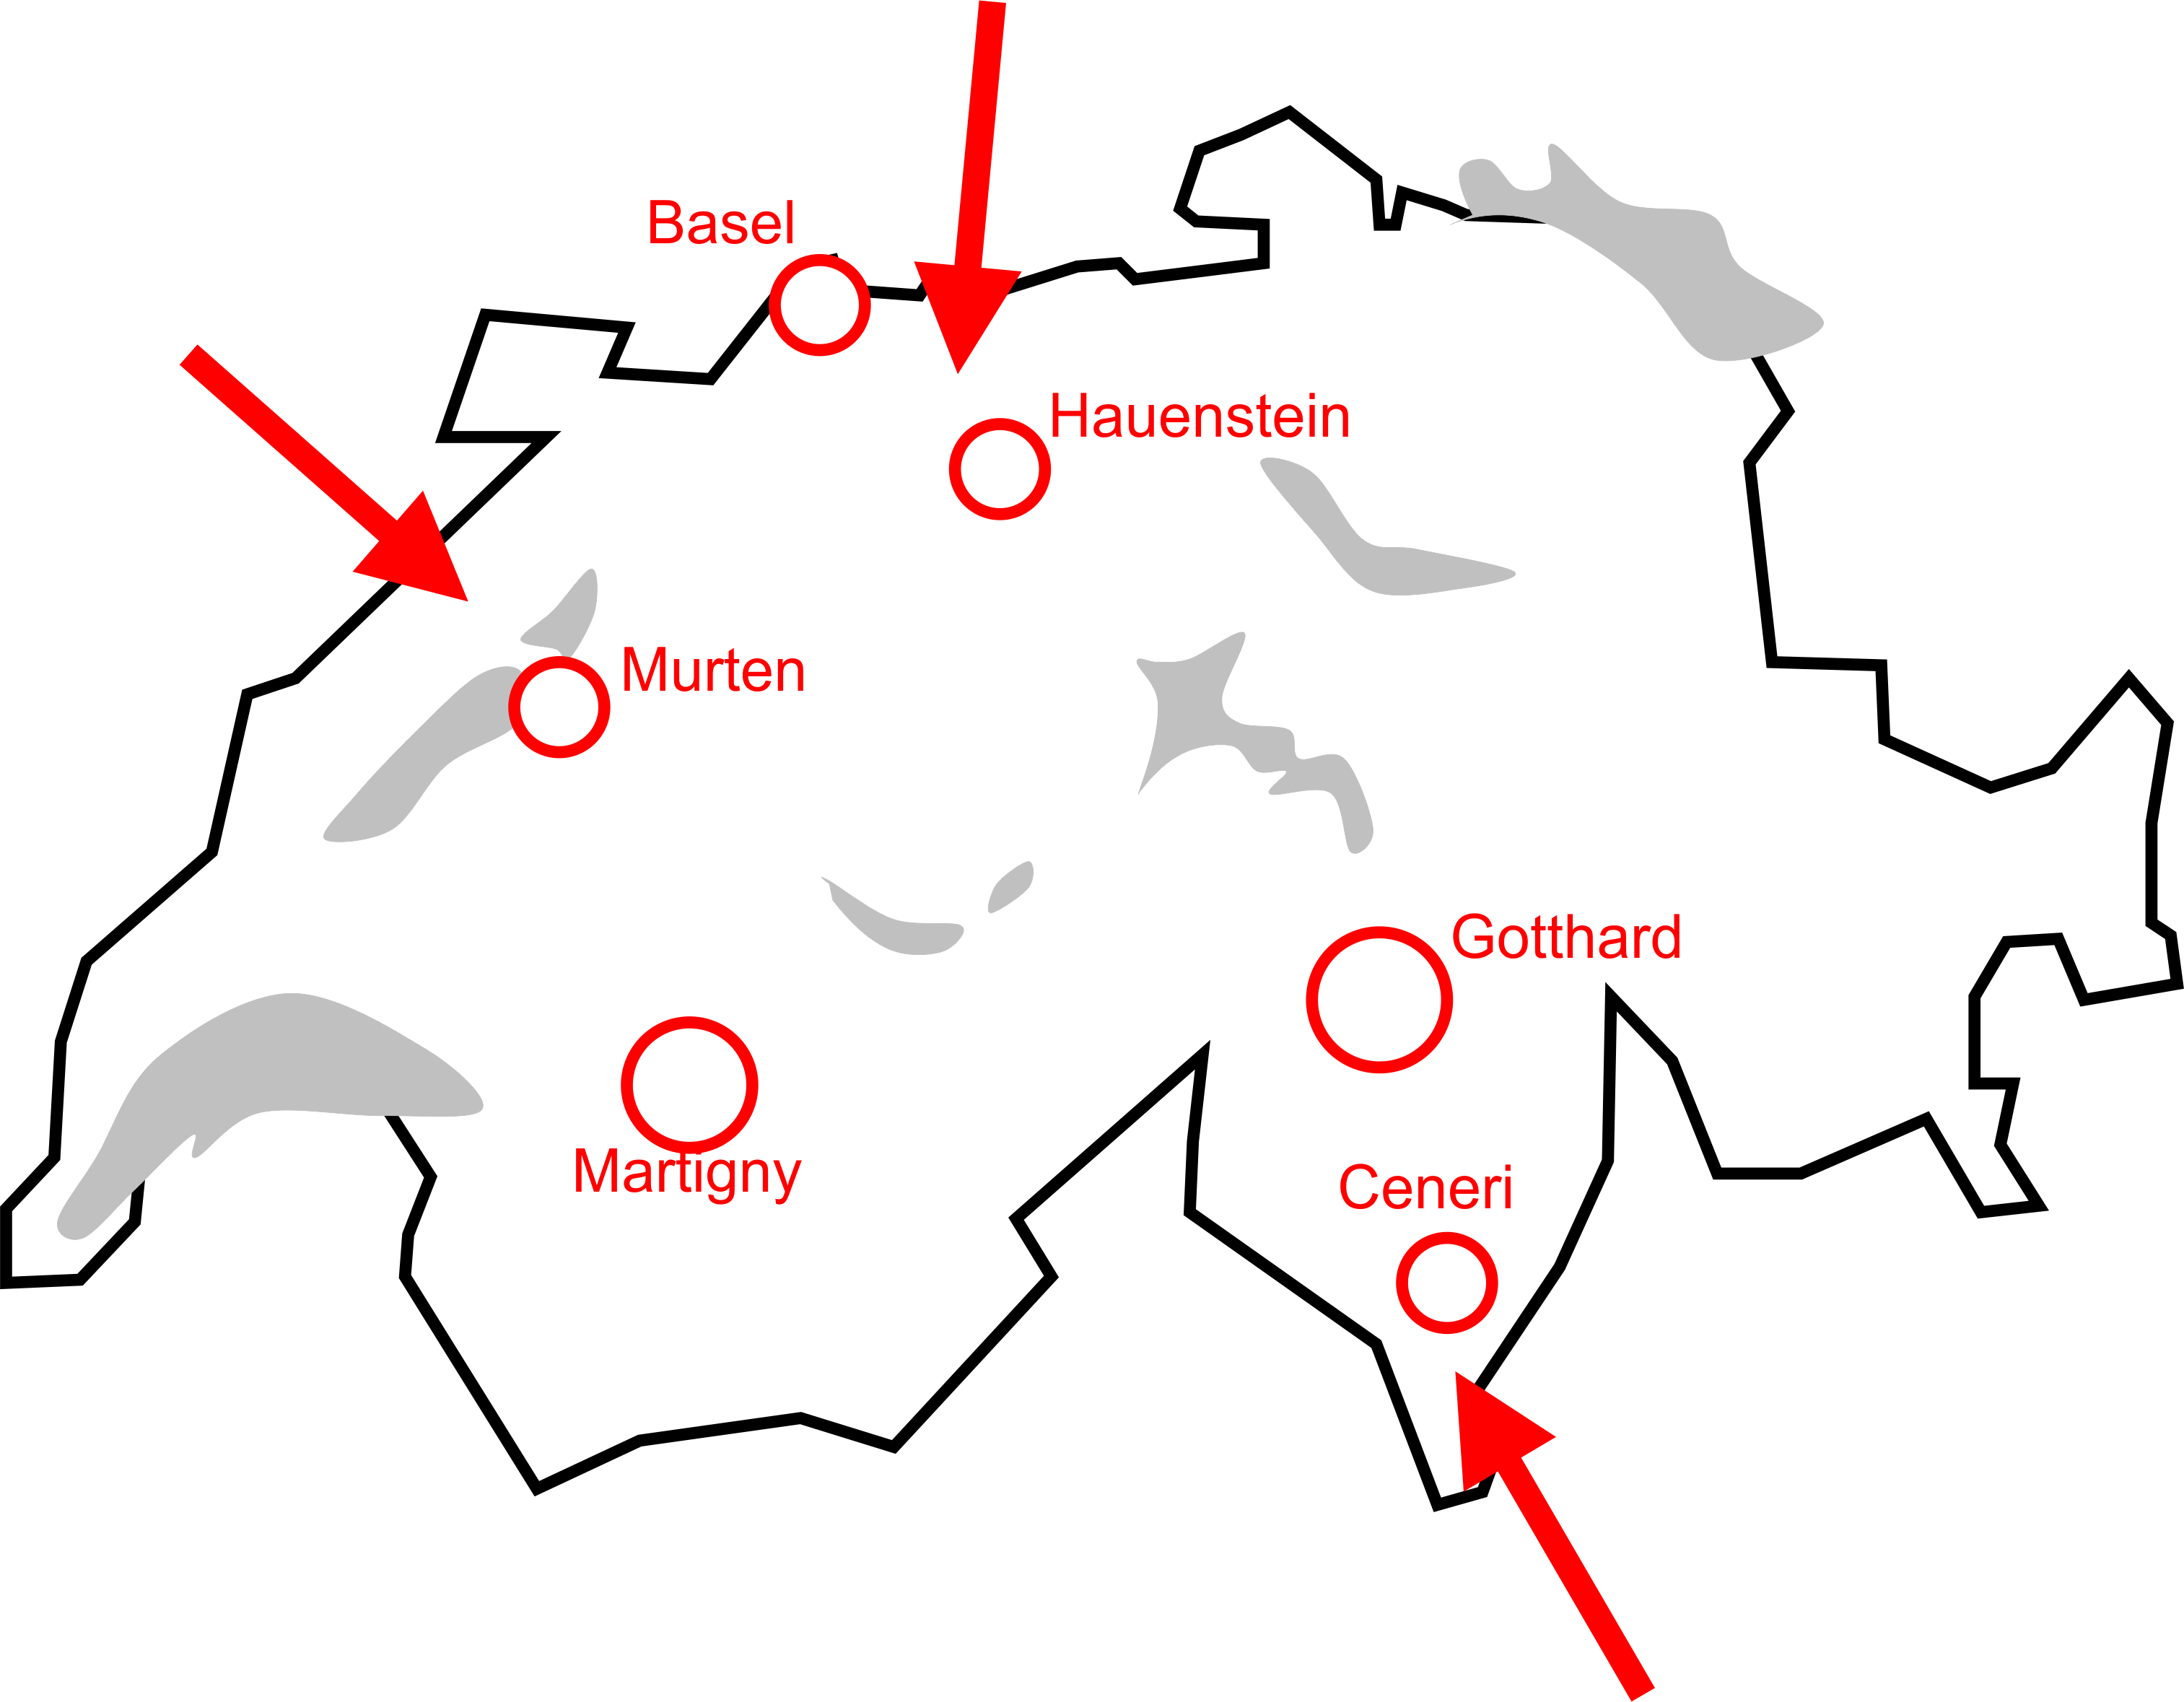 Basel
Hauenstein
Murten
Gotthard
Martigny
Ceneri